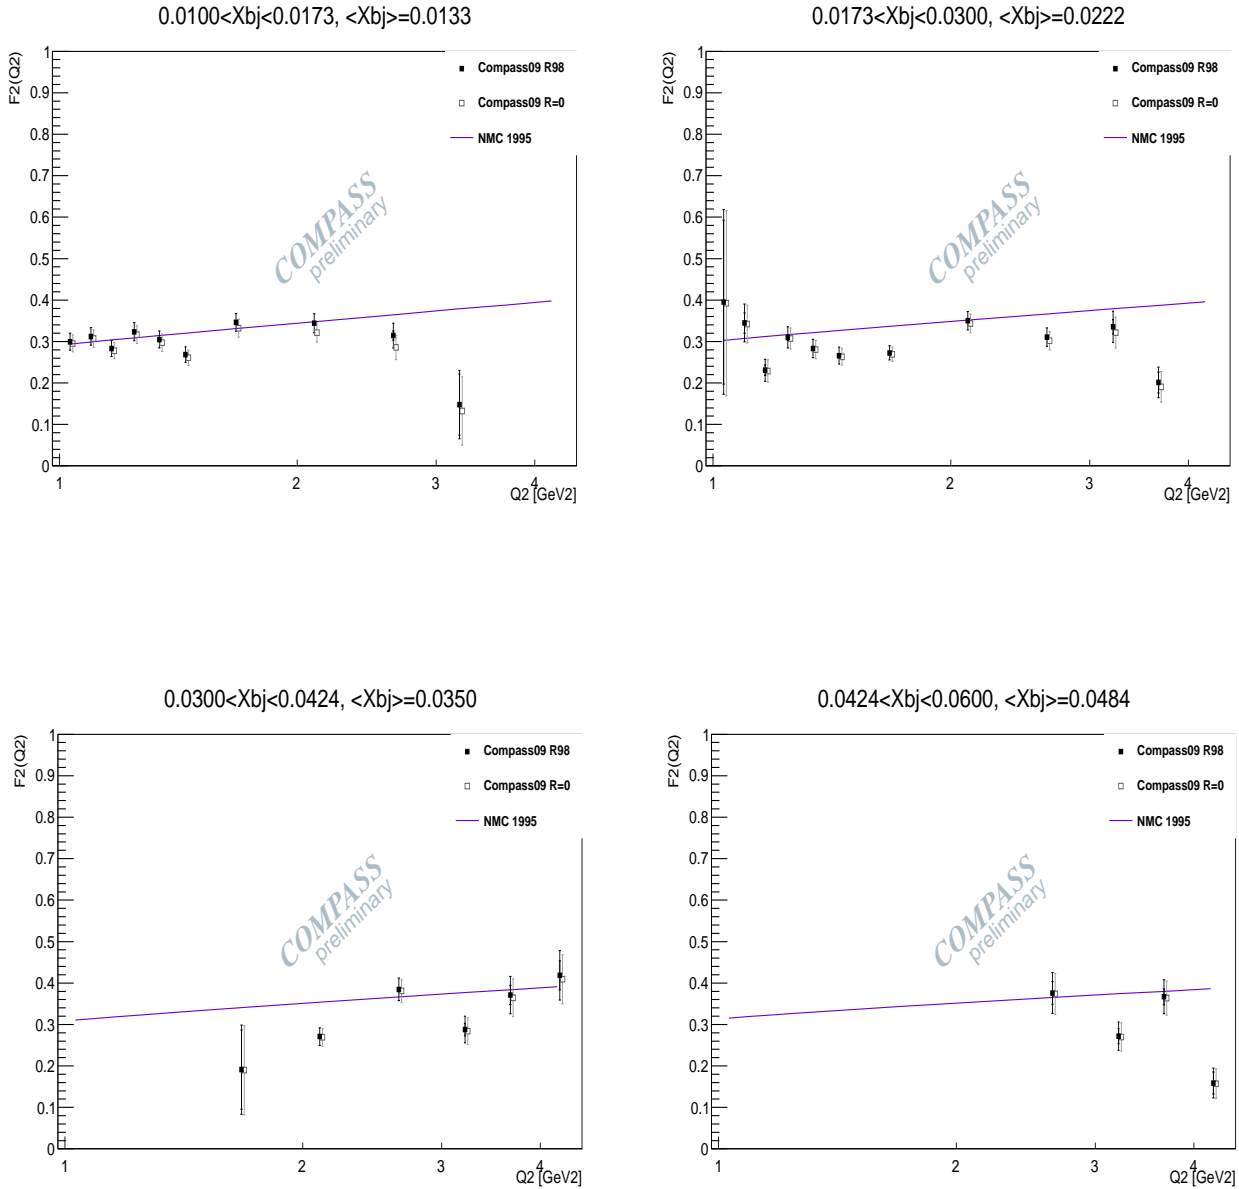 0.0100<Xbj<0.0173, <Xbj>=0.0133
F2(Q2)
1
0.9
0.8
0.7
0.6
0.5
0.4
0.3
0.2
0.1
0
Compass09 R98
Compass09 R=0
NMC 1995
COMPASS
preliminary
1 2 3 4
Q2 [GeV2]
0.0173<Xbj<0.0300, <Xbj>=0.0222
F2(Q2)
1
0.9
0.8
0.7
0.6
0.5
0.4
0.3
0.2
0.1
0
Compass09 R98
Compass09 R=0
NMC 1995
COMPASS
preliminary
1 2 3 4
Q2 [GeV2]
0.0300<Xbj<0.0424, <Xbj>=0.0350
F2(Q2)
1
0.9
0.8
0.7
0.6
0.5
0.4
0.3
0.2
0.1
0
Compass09 R98
Compass09 R=0
NMC 1995
COMPASS
preliminary
1 2 3 4
Q2 [GeV2]
0.0424<Xbj<0.0600, <Xbj>=0.0484
F2(Q2)
1
0.9
0.8
0.7
0.6
0.5
0.4
0.3
0.2
0.1
0
Compass09 R98
Compass09 R=0
NMC 1995
COMPASS
preliminary
1 2 3 4
Q2 [GeV2]